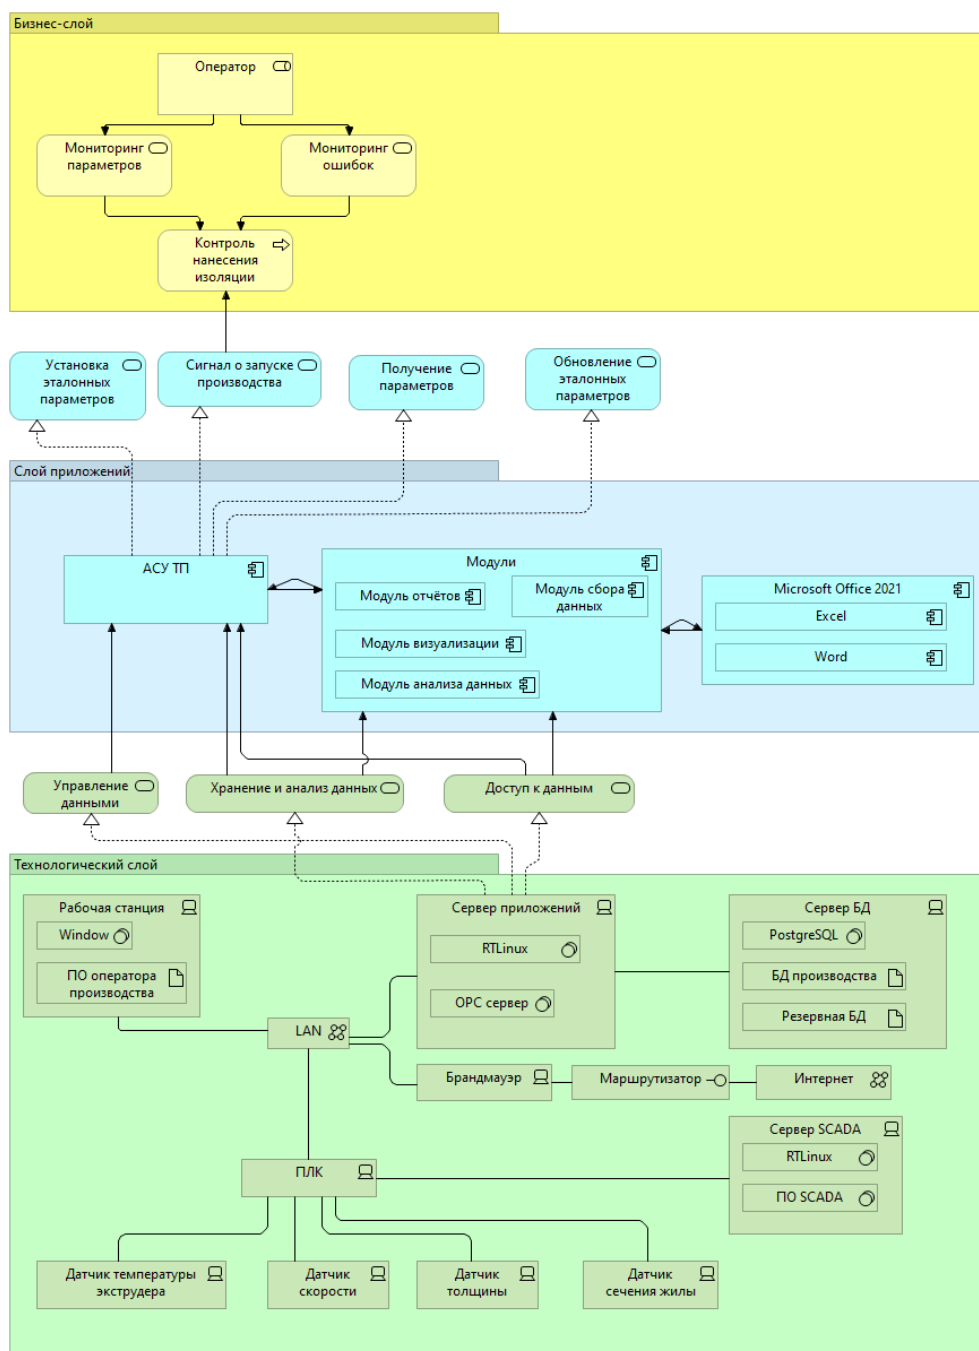 Бизнес-слой
Оператор
Мониторинг
параметров
Мониторинг
ошибок
Контроль
нанесения
изоляции
Установка
эталонных
параметров
Сигнал о запуске
производства
Получение
параметров
Обновление
эталонных
параметров
Слой приложений
АСУ ТП
Модули
Модуль отчётов
Модуль сбора
данных
Модуль визуализации
Модуль анализа данных
Microsoft Office 2021
Excel
Word
Управление
данными
Хранение и анализ данных
Доступ к данным
Технологический слой
Рабочая станция
Window
ПО оператора
производства
Сервер приложений
RTLinux
OPC сервер
Сервер БД
PostgreSQL
БД производства
Резервная БД
LAN
Брандмауэр
Маршрутизатор
Интернет
Сервер SCADA
RTLinux
ПО SCADA
ПЛК
Датчик температуры
экструдера
Датчик
скорости
Датчик
толщины
Датчик
сечения жилы